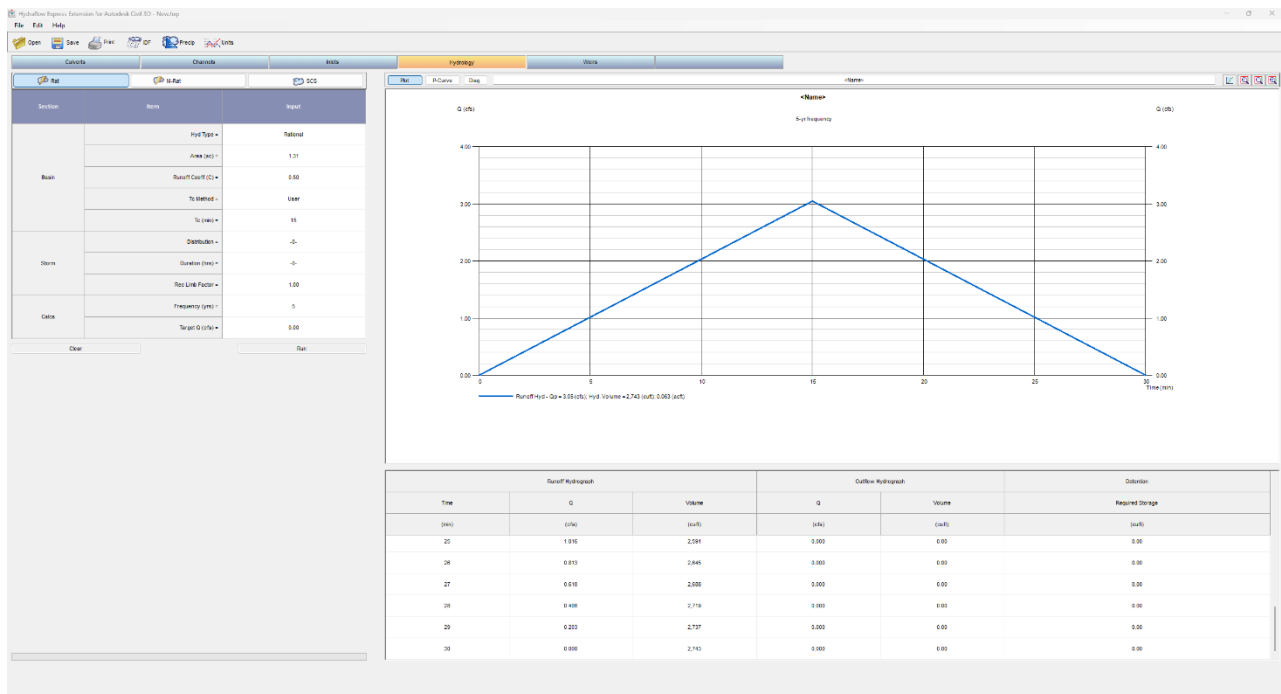 Hydraflow Express Extension for Autodesk Civil 3D - New.hxp
File Edit Help
Open Save Print IDF Precip Units
Culverts Channels Inlets Hydrology Weirs
Rat M-Rat SCS
Plot P-Curve Diag <Name>
Section Item Input
Basin
Hyd Type = Rational
Area (ac) = 1.31
Runoff Coeff (C) = 0.50
Tc Method = User
Tc (min) = 15
Storm
Distribution = -0-
Duration (hrs) = -0-
Rec Limb Factor = 1.00
Calcs
Frequency (yrs) = 5
Target Q (cfs) = 0.00
Clear Run
<Name>
Q (cfs) Q (cfs)
5-yr frequency
4.00 4.00
3.00 3.00
2.00 2.00
1.00 1.00
0.00 0.00
0 5 10 15 20 25 30
Time (min)
Runoff Hyd - Qp = 3.05 (cfs); Hyd. Volume = 2,743 (cuft); 0.063 (acft)
Runoff Hydrograph Outflow Hydrograph Detention
Time Q Volume Q Volume Required Storage
(min) (cfs) (cuft) (cfs) (cuft) (cuft)
25 1.016 2,591 0.000 0.00 0.00
26 0.813 2,645 0.000 0.00 0.00
27 0.610 2,688 0.000 0.00 0.00
28 0.406 2,719 0.000 0.00 0.00
29 0.203 2,737 0.000 0.00 0.00
30 0.000 2,743 0.000 0.00 0.00